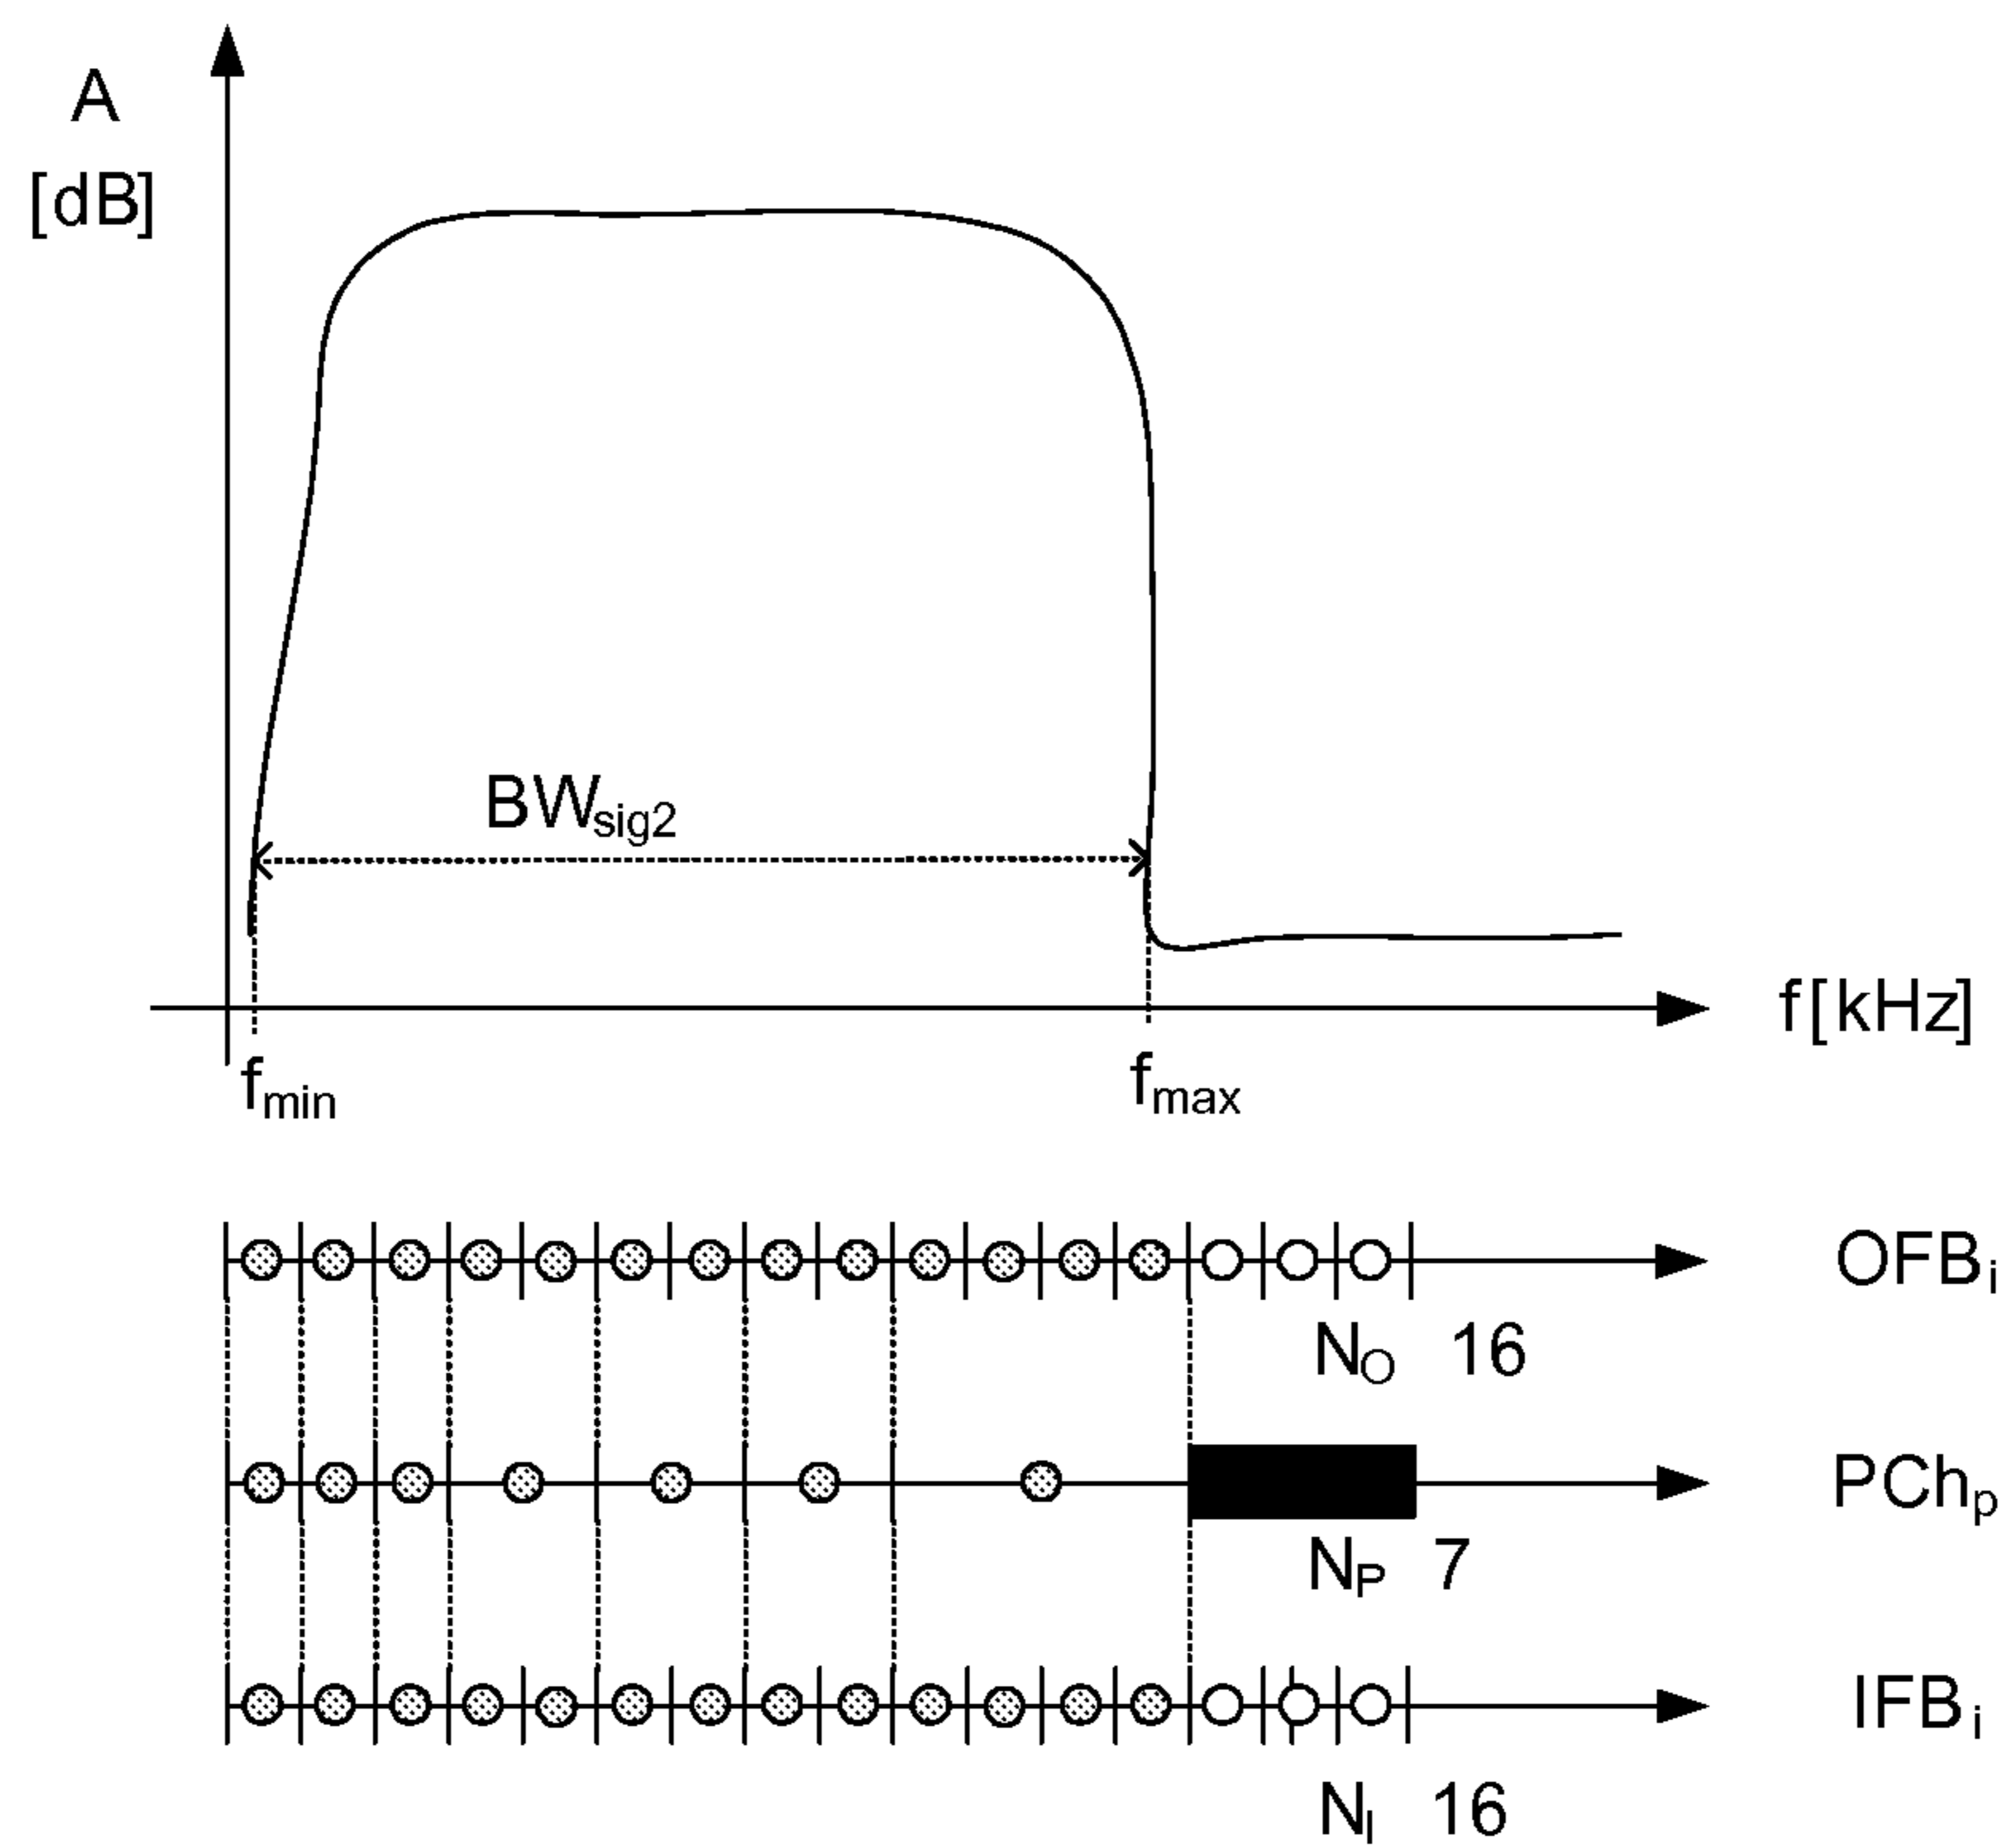 A
[dB]
BWsig2
f[kHz]
fmin
fmax
OFBi
NO 16
PChp
NP 7
IFBi
NI 16